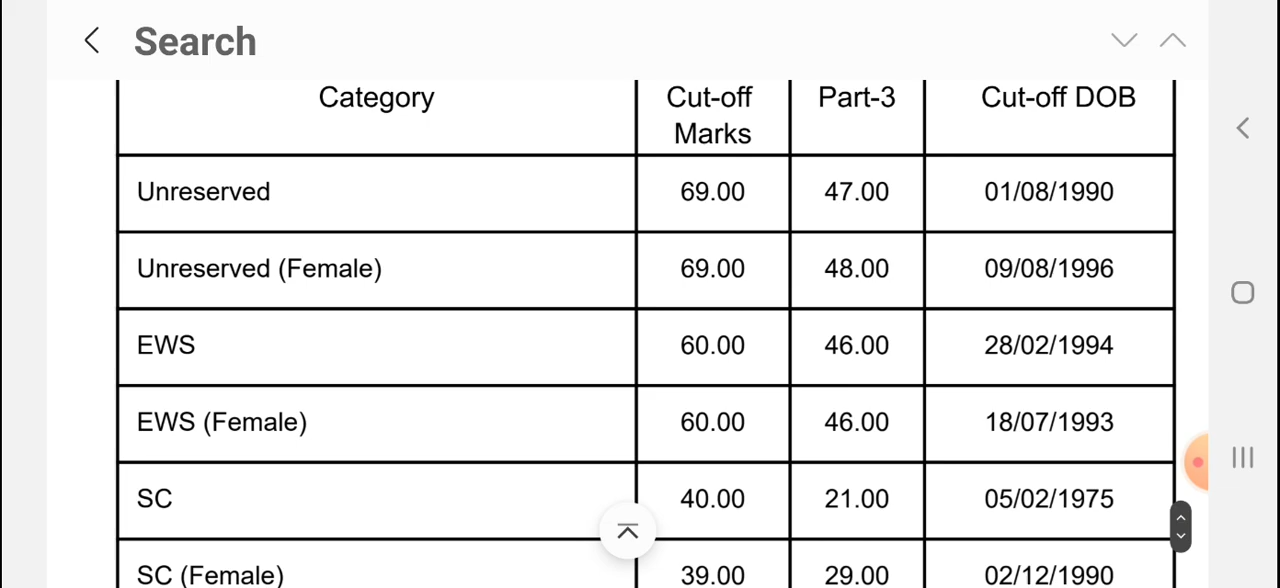 Search
Category Cut-off Marks Part-3 Cut-off DOB
Unreserved 69.00 47.00 01/08/1990
Unreserved (Female) 69.00 48.00 09/08/1996
EWS 60.00 46.00 28/02/1994
EWS (Female) 60.00 46.00 18/07/1993
SC 40.00 21.00 05/02/1975
SC (Female) 39.00 29.00 02/12/1990